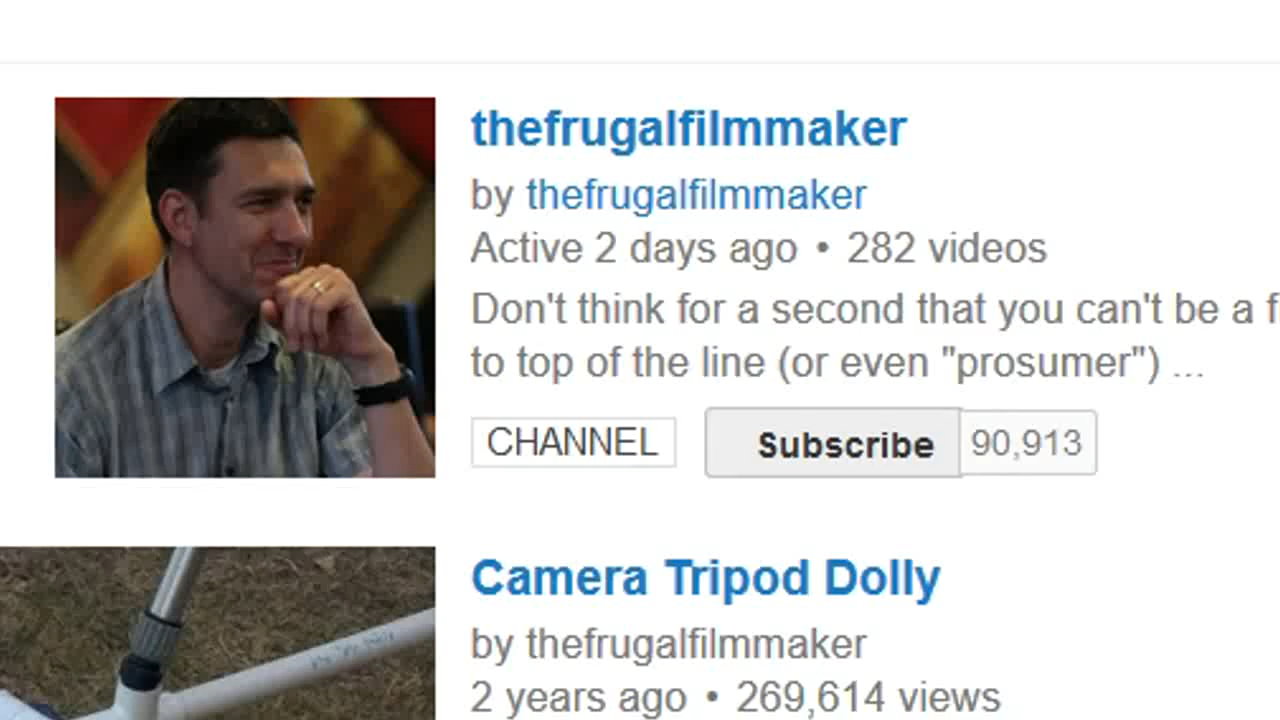 thefrugalfilmmaker
by thefrugalfilmmaker
Active 2 days ago • 282 videos
Don't think for a second that you can't be a f
to top of the line (or even "prosumer") ...
CHANNEL
Subscribe 90,913
Camera Tripod Dolly
by thefrugalfilmmaker
2 years ago • 269,614 views